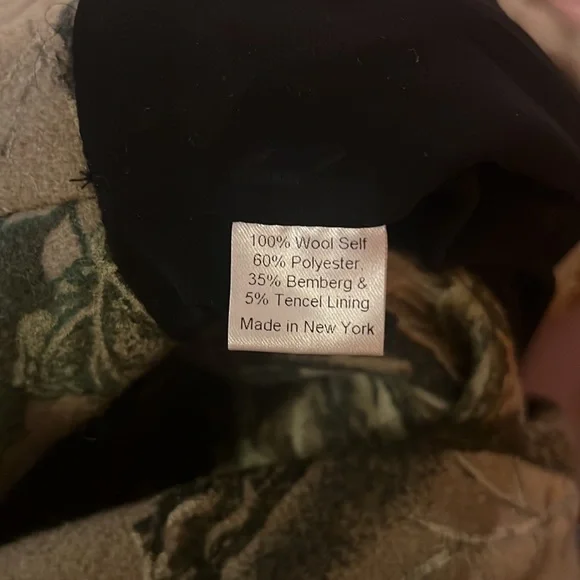 100% Wool Self
60% Polyester,
35% Bemberg &
5% Tencel Lining
Made in New York